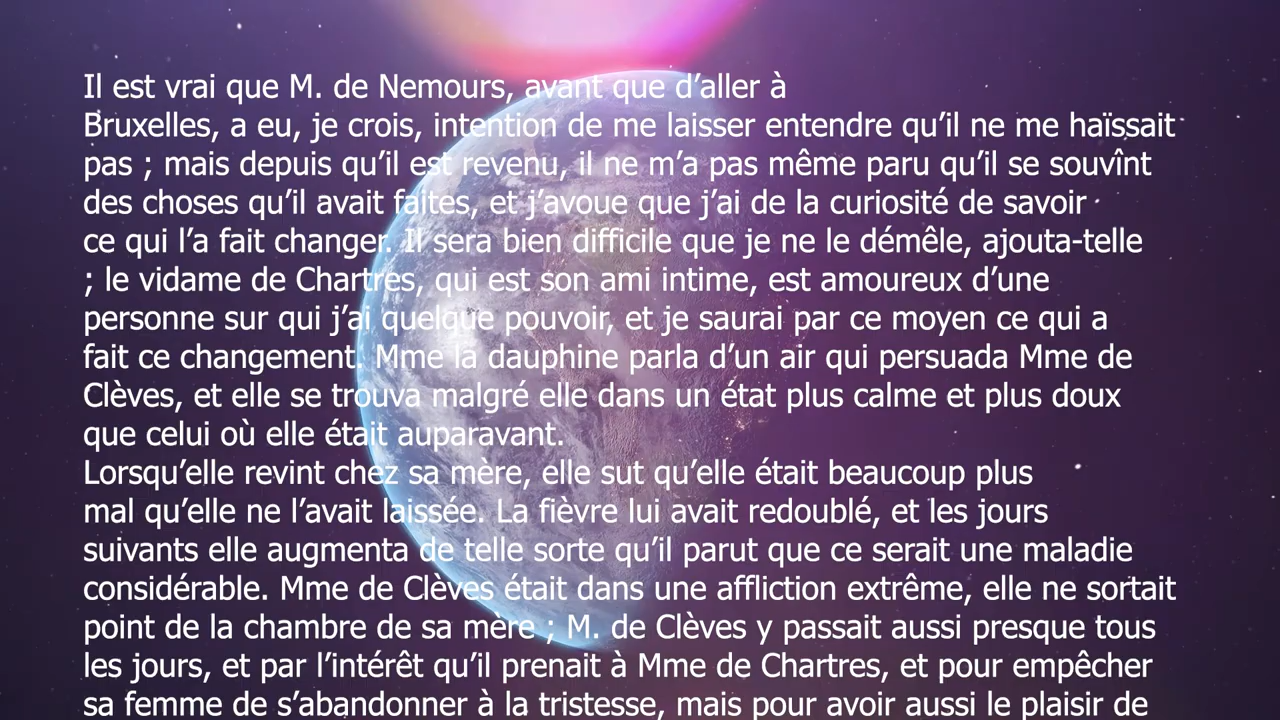 Il est vrai que M. de Nemours, avant que d’aller à
Bruxelles, a eu, je crois, intention de me laisser entendre qu’il ne me haïssait
pas ; mais depuis qu’il est revenu, il ne m’a pas même paru qu’il se souvînt
des choses qu’il avait faites, et j’avoue que j’ai de la curiosité de savoir
ce qui l’a fait changer. Il sera bien difficile que je ne le démêle, ajouta-telle
; le vidame de Chartres, qui est son ami intime, est amoureux d’une
personne sur qui j’ai quelque pouvoir, et je saurai par ce moyen ce qui a
fait ce changement. Mme la dauphine parla d’un air qui persuada Mme de
Clèves, et elle se trouva malgré elle dans un état plus calme et plus doux
que celui où elle était auparavant.
Lorsqu’elle revint chez sa mère, elle sut qu’elle était beaucoup plus
mal qu’elle ne l’avait laissée. La fièvre lui avait redoublé, et les jours
suivants elle augmenta de telle sorte qu’il parut que ce serait une maladie
considérable. Mme de Clèves était dans une affliction extrême, elle ne sortait
point de la chambre de sa mère ; M. de Clèves y passait aussi presque tous
les jours, et par l’intérêt qu’il prenait à Mme de Chartres, et pour empêcher
sa femme de s’abandonner à la tristesse, mais pour avoir aussi le plaisir de